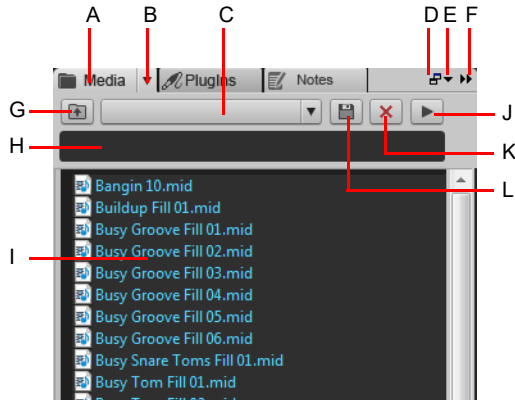 A B C D E F
Media PlugIns Notes
G
J
H
K
L
Bangin 10.mid
Buildup Fill 01.mid
Busy Groove Fill 01.mid
I
Busy Groove Fill 02.mid
Busy Groove Fill 03.mid
Busy Groove Fill 04.mid
Busy Groove Fill 05.mid
Busy Groove Fill 06.mid
Busy Snare Toms Fill 01.mid
Busy Tom Fill 01.mid